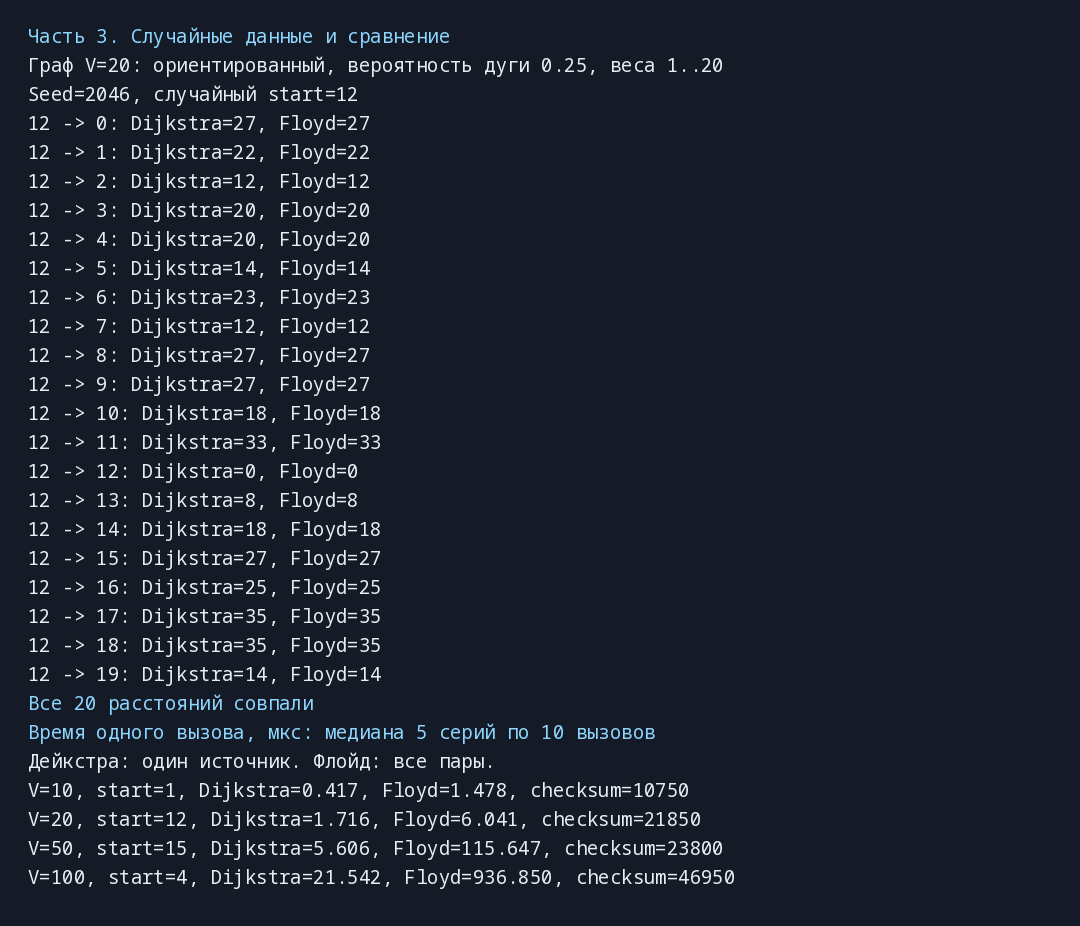 Часть 3. Случайные данные и сравнение
Граф V=20: ориентированный, вероятность дуги 0.25, веса 1..20
Seed=2046, случайный start=12
12 -> 0: Dijkstra=27, Floyd=27
12 -> 1: Dijkstra=22, Floyd=22
12 -> 2: Dijkstra=12, Floyd=12
12 -> 3: Dijkstra=20, Floyd=20
12 -> 4: Dijkstra=20, Floyd=20
12 -> 5: Dijkstra=14, Floyd=14
12 -> 6: Dijkstra=23, Floyd=23
12 -> 7: Dijkstra=12, Floyd=12
12 -> 8: Dijkstra=27, Floyd=27
12 -> 9: Dijkstra=27, Floyd=27
12 -> 10: Dijkstra=18, Floyd=18
12 -> 11: Dijkstra=33, Floyd=33
12 -> 12: Dijkstra=0, Floyd=0
12 -> 13: Dijkstra=8, Floyd=8
12 -> 14: Dijkstra=18, Floyd=18
12 -> 15: Dijkstra=27, Floyd=27
12 -> 16: Dijkstra=25, Floyd=25
12 -> 17: Dijkstra=35, Floyd=35
12 -> 18: Dijkstra=35, Floyd=35
12 -> 19: Dijkstra=14, Floyd=14
Все 20 расстояний совпали
Время одного вызова, мкс: медиана 5 серий по 10 вызовов
Дейкстра: один источник. Флойд: все пары.
V=10, start=1, Dijkstra=0.417, Floyd=1.478, checksum=10750
V=20, start=12, Dijkstra=1.716, Floyd=6.041, checksum=21850
V=50, start=15, Dijkstra=5.606, Floyd=115.647, checksum=23800
V=100, start=4, Dijkstra=21.542, Floyd=936.850, checksum=46950